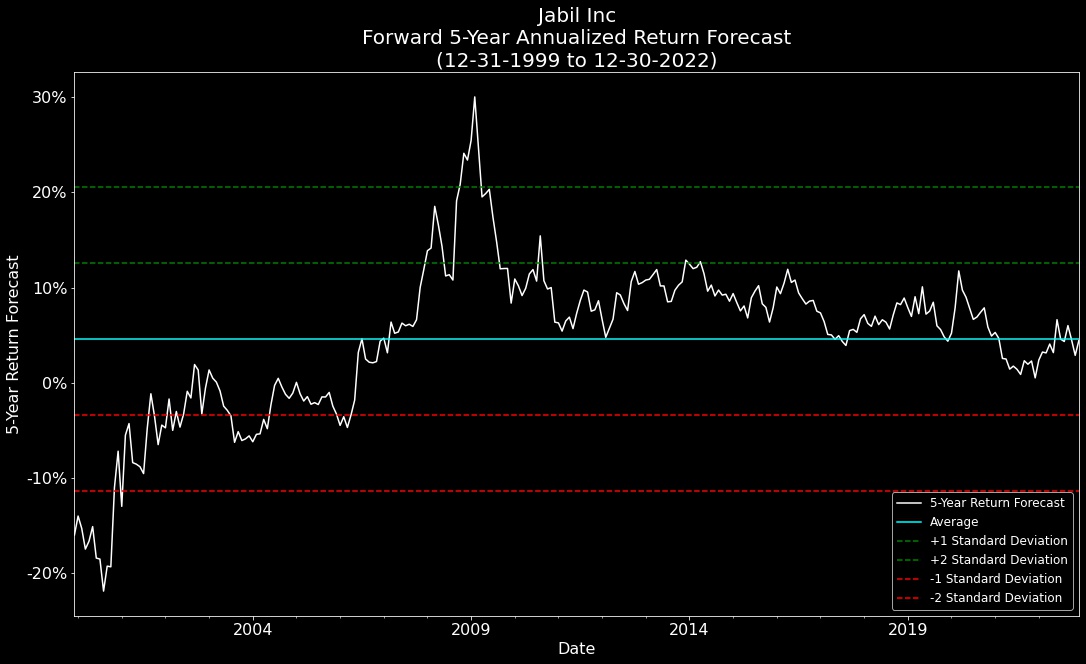 Jabil Inc
Forward 5-Year Annualized Return Forecast
(12-31-1999 to 12-30-2022)
5-Year Return Forecast
30%
20%
10%
0%
-10%
-20%
5-Year Return Forecast
Average
+1 Standard Deviation
+2 Standard Deviation
-1 Standard Deviation
-2 Standard Deviation
2004
2009
2014
2019
Date